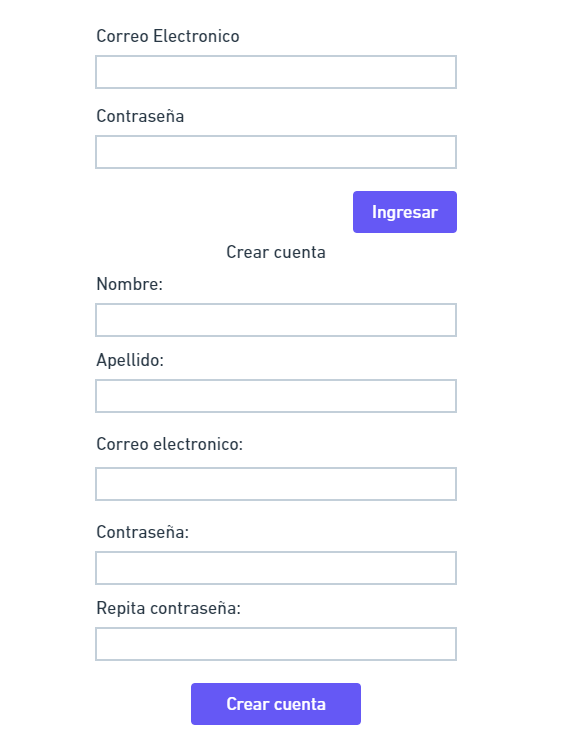 Correo Electronico
Contraseña
Ingresar
Crear cuenta
Nombre:
Apellido:
Correo electronico:
Contraseña:
Repita contraseña:
Crear cuenta